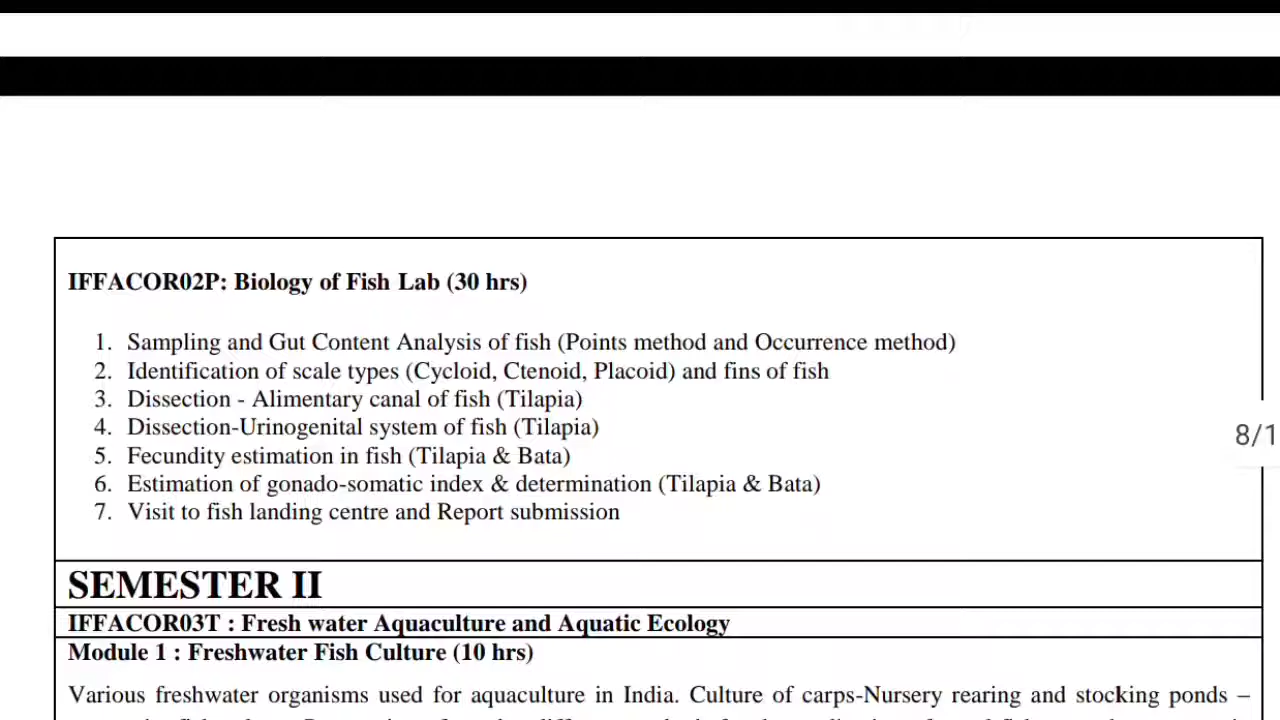 IFFACOR02P: Biology of Fish Lab (30 hrs)
1. Sampling and Gut Content Analysis of fish (Points method and Occurrence method)
2. Identification of scale types (Cycloid, Ctenoid, Placoid) and fins of fish
3. Dissection - Alimentary canal of fish (Tilapia)
4. Dissection-Urinogenital system of fish (Tilapia)
8/1
5. Fecundity estimation in fish (Tilapia & Bata)
6. Estimation of gonado-somatic index & determination (Tilapia & Bata)
7. Visit to fish landing centre and Report submission
SEMESTER II
IFFACOR03T : Fresh water Aquaculture and Aquatic Ecology
Module 1 : Freshwater Fish Culture (10 hrs)
Various freshwater organisms used for aquaculture in India. Culture of carps-Nursery rearing and stocking ponds –